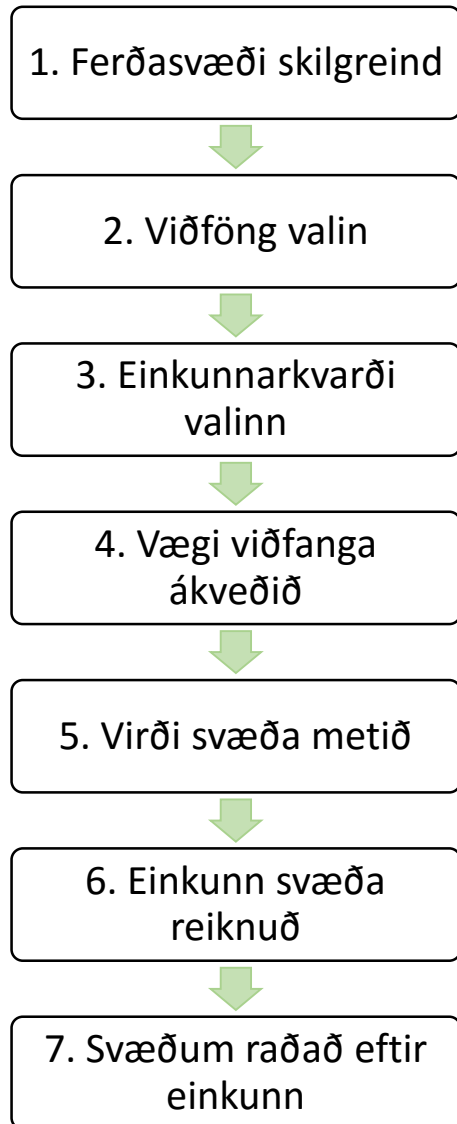 1. Ferðasvæði skilgreind
2. Viðföng valin
3. Einkunnarkvarði
valinn
4. Vægi viðfanga
ákveðið
5. Virði svæða metið
6. Einkunn svæða
reiknuð
7. Svæðum raðað eftir
einkunn